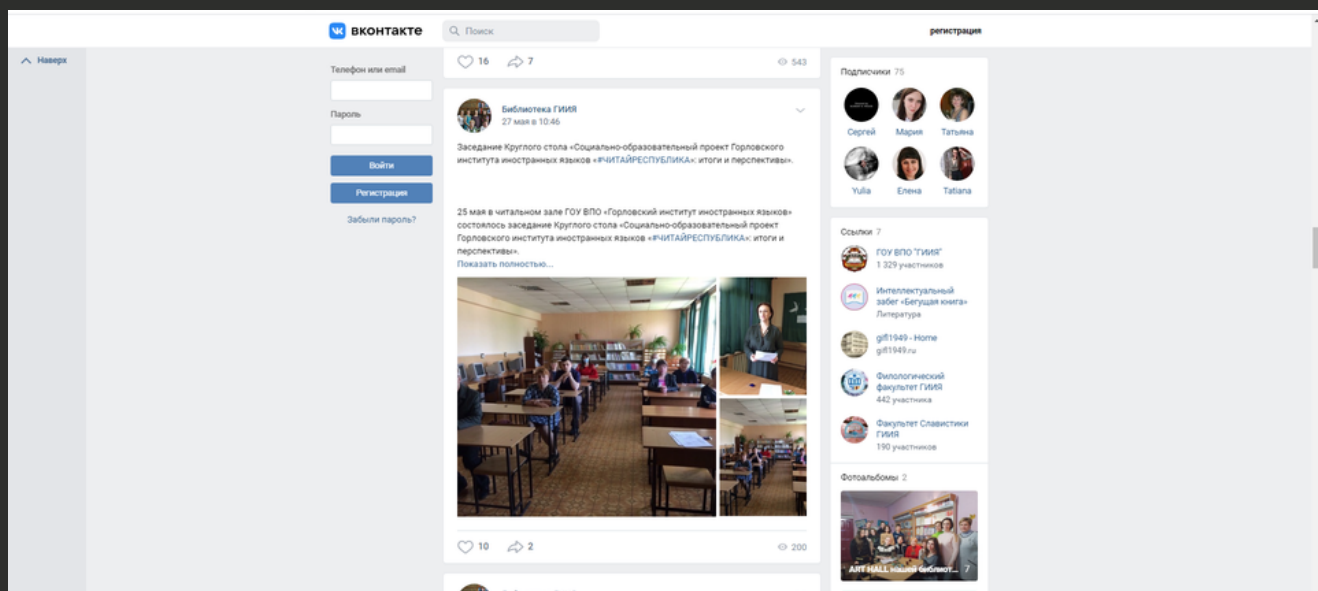 вконтакте
Поиск
регистрация
Наверх
Телефон или email
Пароль
Войти
Регистрация
Забыли пароль?
16
7
543
Библиотека ГИИЯ
27 мая в 10:46
Заседание Круглого стола «Социально-образовательный проект Горловского
института иностранных языков «#ЧИТАЙРЕСПУБЛИКА»: итоги и перспективы».
25 мая в читальном зале ГОУ ВПО «Горловский институт иностранных языков»
состоялось заседание Круглого стола «Социально-образовательный проект
Горловского института иностранных языков «#ЧИТАЙРЕСПУБЛИКА»: итоги и
перспективы».
Показать полностью...
10
2
200
Подписчики 75
Сергей
Мария
Татьяна
Yulia
Елена
Tatiana
Ссылки 7
ГОУ ВПО "ГИИЯ"
1 329 участников
Интеллектуальный
забег «Бегущая книга»
Литература
gifl1949 - Home
gifl1949.ru
Филологический
факультет ГИИЯ
442 участника
Факультет Славистики
ГИИЯ
190 участников
Фотоальбомы 2
ART HALL нашей библиот... 7